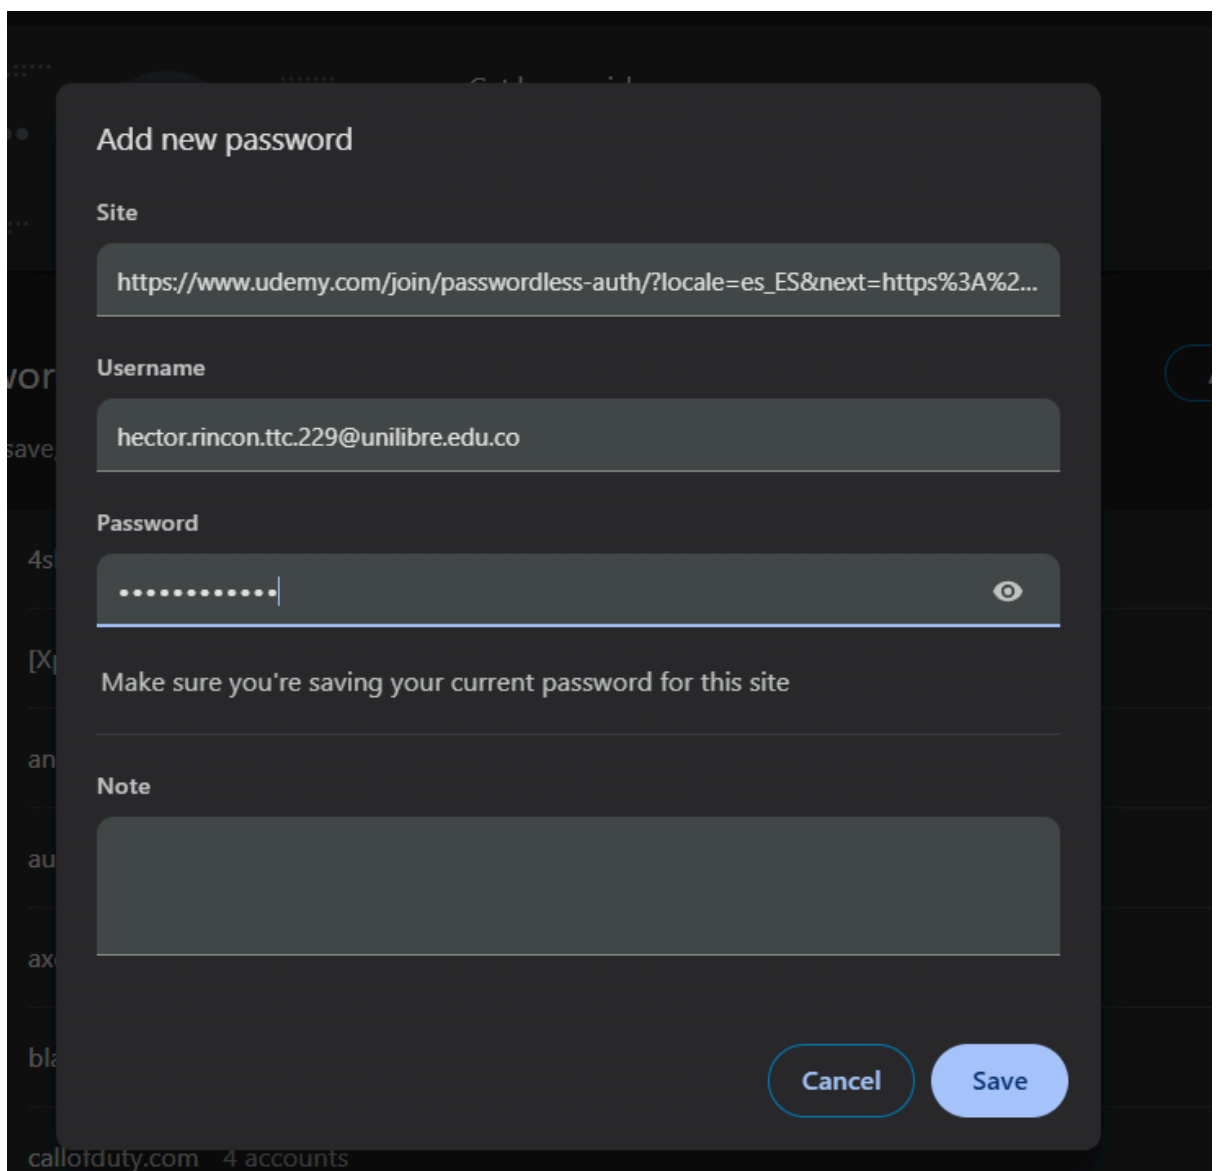 Add new password
Site
https://www.udemy.com/join/passwordless-auth/?locale=es_ES&next=https%3A%2...
Username
hector.rincon.ttc.229@unilibre.edu.co
save
Password
••••••••••••
Make sure you're saving your current password for this site
Note
Cancel
Save
callofduty.com 4 accounts